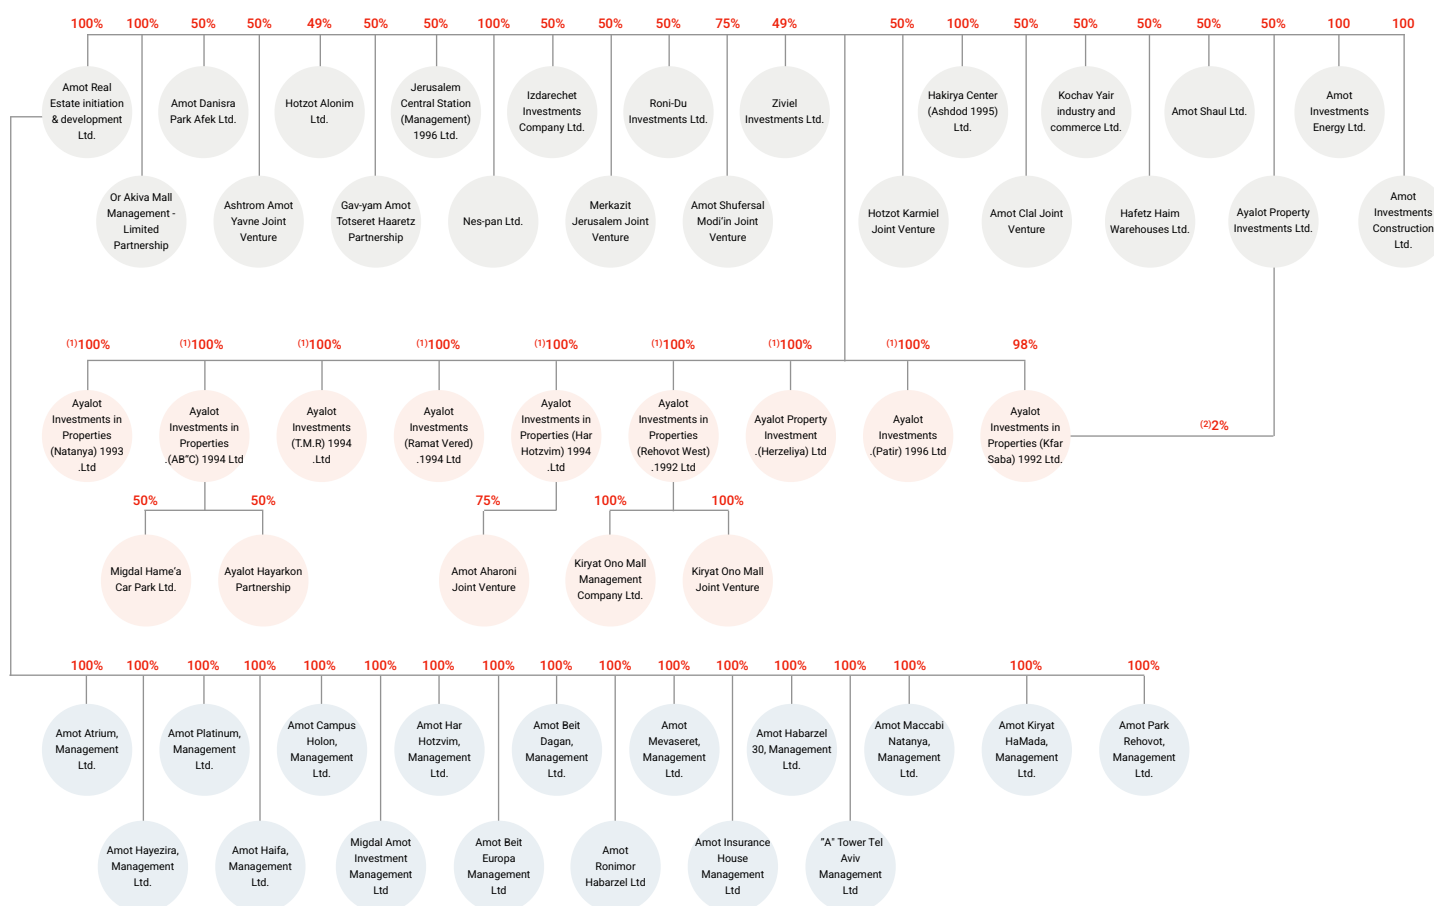 100% 100% 50% 50% 49% 50% 50% 100% 50% 50% 50% 75% 49% 50% 100% 50% 50% 50% 50% 50% 100 100
Amot Real
Estate initiation
& development
Ltd.
Amot Danisra
Park Afek Ltd.
Hotzot Alonim
Ltd.
Jerusalem
Central Station
(Management)
1996 Ltd.
Izdarechet
Investments
Company Ltd.
Roni-Du
Investments Ltd.
Ziviel
Investments Ltd.
Hakirya Center
(Ashdod 1995)
Ltd.
Kochav Yair
industry and
commerce Ltd.
Amot Shaul Ltd.
Amot
Investments
Energy Ltd.
Or Akiva Mall
Management -
Limited
Partnership
Ashtrom Amot
Yavne Joint
Venture
Gav-yam Amot
Totseret Haaretz
Partnership
Nes-pan Ltd.
Merkazit
Jerusalem Joint
Venture
Amot Shufersal
Modi'in Joint
Venture
Hotzot Karmiel
Joint Venture
Amot Clal Joint
Venture
Hafetz Haim
Warehouses Ltd.
Ayalot Property
Investments Ltd.
Amot
Investments
Construction
Ltd.
(1)100% (1)100% (1)100% (1)100% (1)100% (1)100% (1)100% (1)100% 98%
Ayalot
Investments in
Properties
(Natanya) 1993
.Ltd
Ayalot
Investments in
Properties
.(AB"C) 1994 Ltd
Ayalot
Investments
(T.M.R) 1994
.Ltd
Ayalot
Investments
(Ramat Vered)
.1994 Ltd
Ayalot
Investments in
Properties (Har
Hotzvim) 1994
.Ltd
Ayalot
Investments in
Properties
(Rehovot West)
.1992 Ltd
Ayalot Property
Investment
.(Herzeliya) Ltd
Ayalot
Investments
.(Patir) 1996 Ltd
Ayalot
Investments in
Properties (Kfar
Saba) 1992 Ltd.
(2)2%
50% 50% 75% 100% 100%
Migdal Hame'a
Car Park Ltd.
Ayalot Hayarkon
Partnership
Amot Aharoni
Joint Venture
Kiryat Ono Mall
Management
Company Ltd.
Kiryat Ono Mall
Joint Venture
100% 100% 100% 100% 100% 100% 100% 100% 100% 100% 100% 100% 100% 100% 100% 100% 100%
Amot Atrium,
Management
Ltd.
Amot Platinum,
Management
Ltd.
Amot Campus
Holon,
Management
Ltd.
Amot Har
Hotzvim,
Management
Ltd.
Amot Beit
Dagan,
Management
Ltd.
Amot
Mevaseret,
Management
Ltd.
Amot Habarzel
30, Management
Ltd.
Amot Maccabi
Natanya,
Management
Ltd.
Amot Kiryat
HaMada,
Management
Ltd.
Amot Park
Rehovot,
Management
Ltd.
Amot Hayezira,
Management
Ltd.
Amot Haifa,
Management
Ltd.
Migdal Amot
Investment
Management
Ltd
Amot Beit
Europa
Management
Ltd
Amot
Ronimor
Habarzel Ltd
Amot Insurance
House
Management
Ltd
"A" Tower Tel
Aviv
Management
Ltd